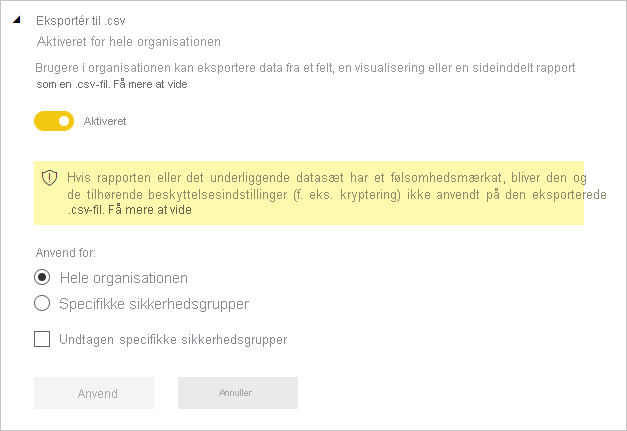 Eksportér til .csv
Aktiveret for hele organisationen
Brugere i organisationen kan eksportere data fra et felt, en visualisering eller en sideinddelt rapport
som en .csv-fil. Få mere at vide
Aktiveret
Hvis rapporten eller det underliggende datasæt har et følsomhedsmærkat, bliver den og
de tilhørende beskyttelsesindstillinger (f. eks. kryptering) ikke anvendt på den eksporterede
.csv-fil. Få mere at vide
Anvend for:
Hele organisationen
Specifikke sikkerhedsgrupper
Undtagen specifikke sikkerhedsgrupper
Anvend
Annuller